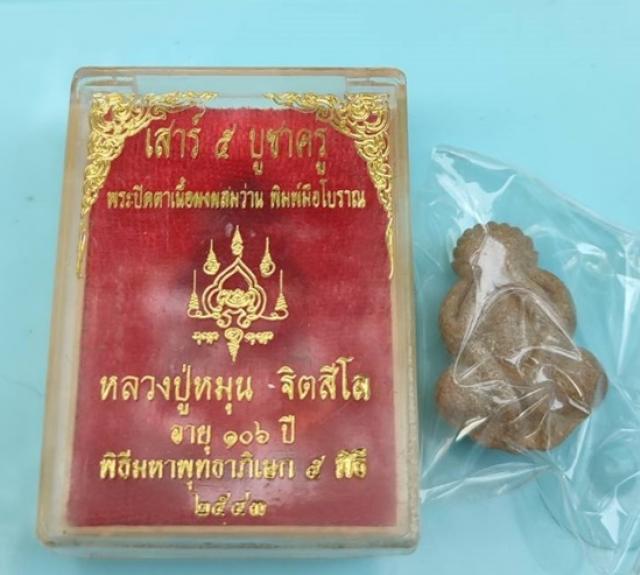 เสาร์ ๕ บูชาครู
พระปิดตาเนื้อผงผสมว่าน พิมพ์มือโบราณ
หลวงปู่หมุน ฐิตสีโล
อายุ ๑๐๖ ปี
พิธีมหาพุทธาภิเษก ๕ พิธี
๒๕๔๓